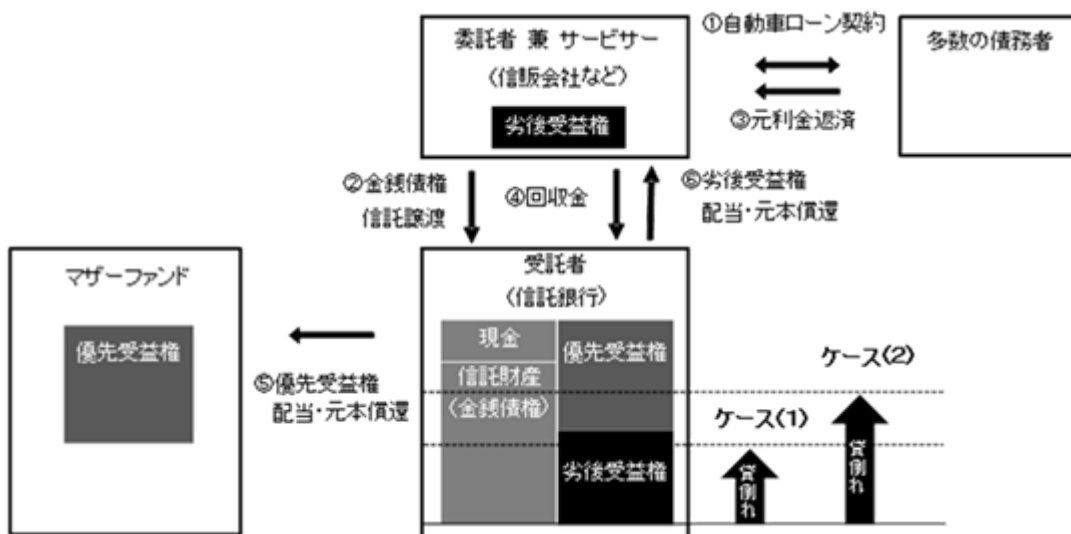 ①自動車ローン契約
委託者 兼 サービサー
(信販会社など)
劣後受益権
多数の債務者
③元利金返済
②金銭債権
信託譲渡
④回収金
⑥劣後受益権
配当・元本償還
マザーファンド
優先受益権
⑤優先受益権
配当・元本償還
受託者
(信託銀行)
現金
信託財産
(金銭債権)
優先受益権
劣後受益権
ケース(2)
ケース(1)
貸倒れ
貸倒れ